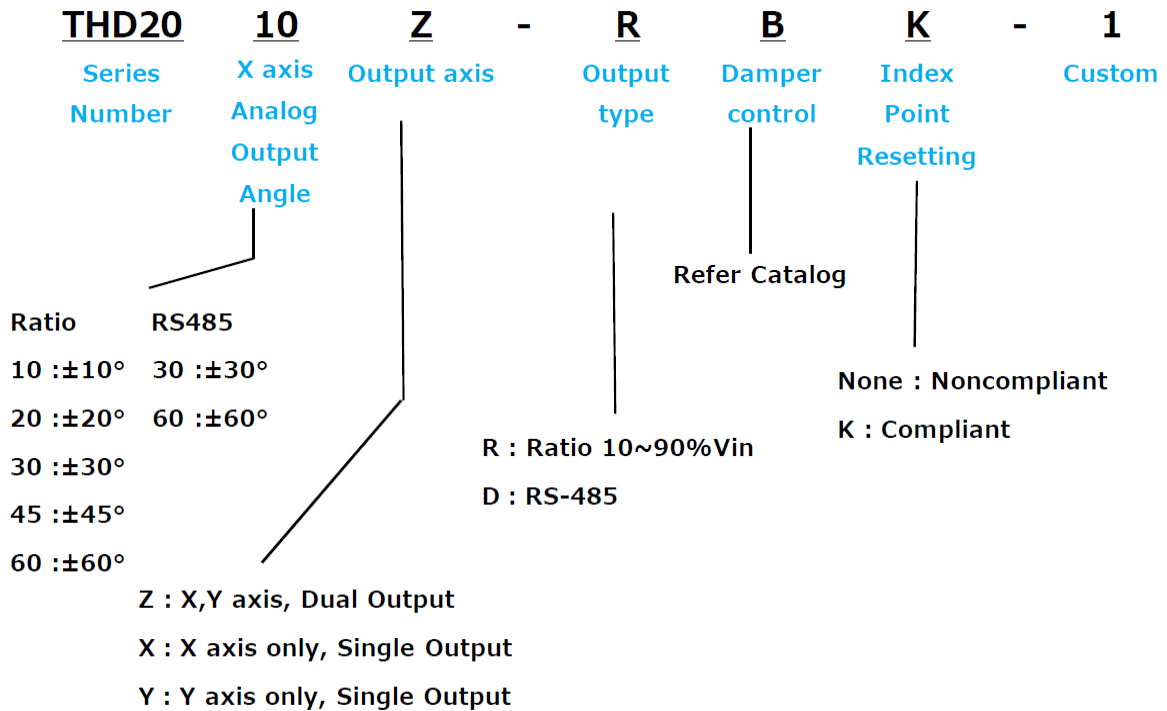 THD20 10 Z - R B K - 1
Series Number
X axis Analog Output Angle
Output axis
Output type
Damper control
Index Point Resetting
Custom
Refer Catalog
Ratio RS485
10 :±10° 30 :±30°
20 :±20° 60 :±60°
30 :±30°
45 :±45°
60 :±60°
None : Noncompliant
K : Compliant
R : Ratio 10~90%Vin
D : RS-485
Z : X,Y axis, Dual Output
X : X axis only, Single Output
Y : Y axis only, Single Output